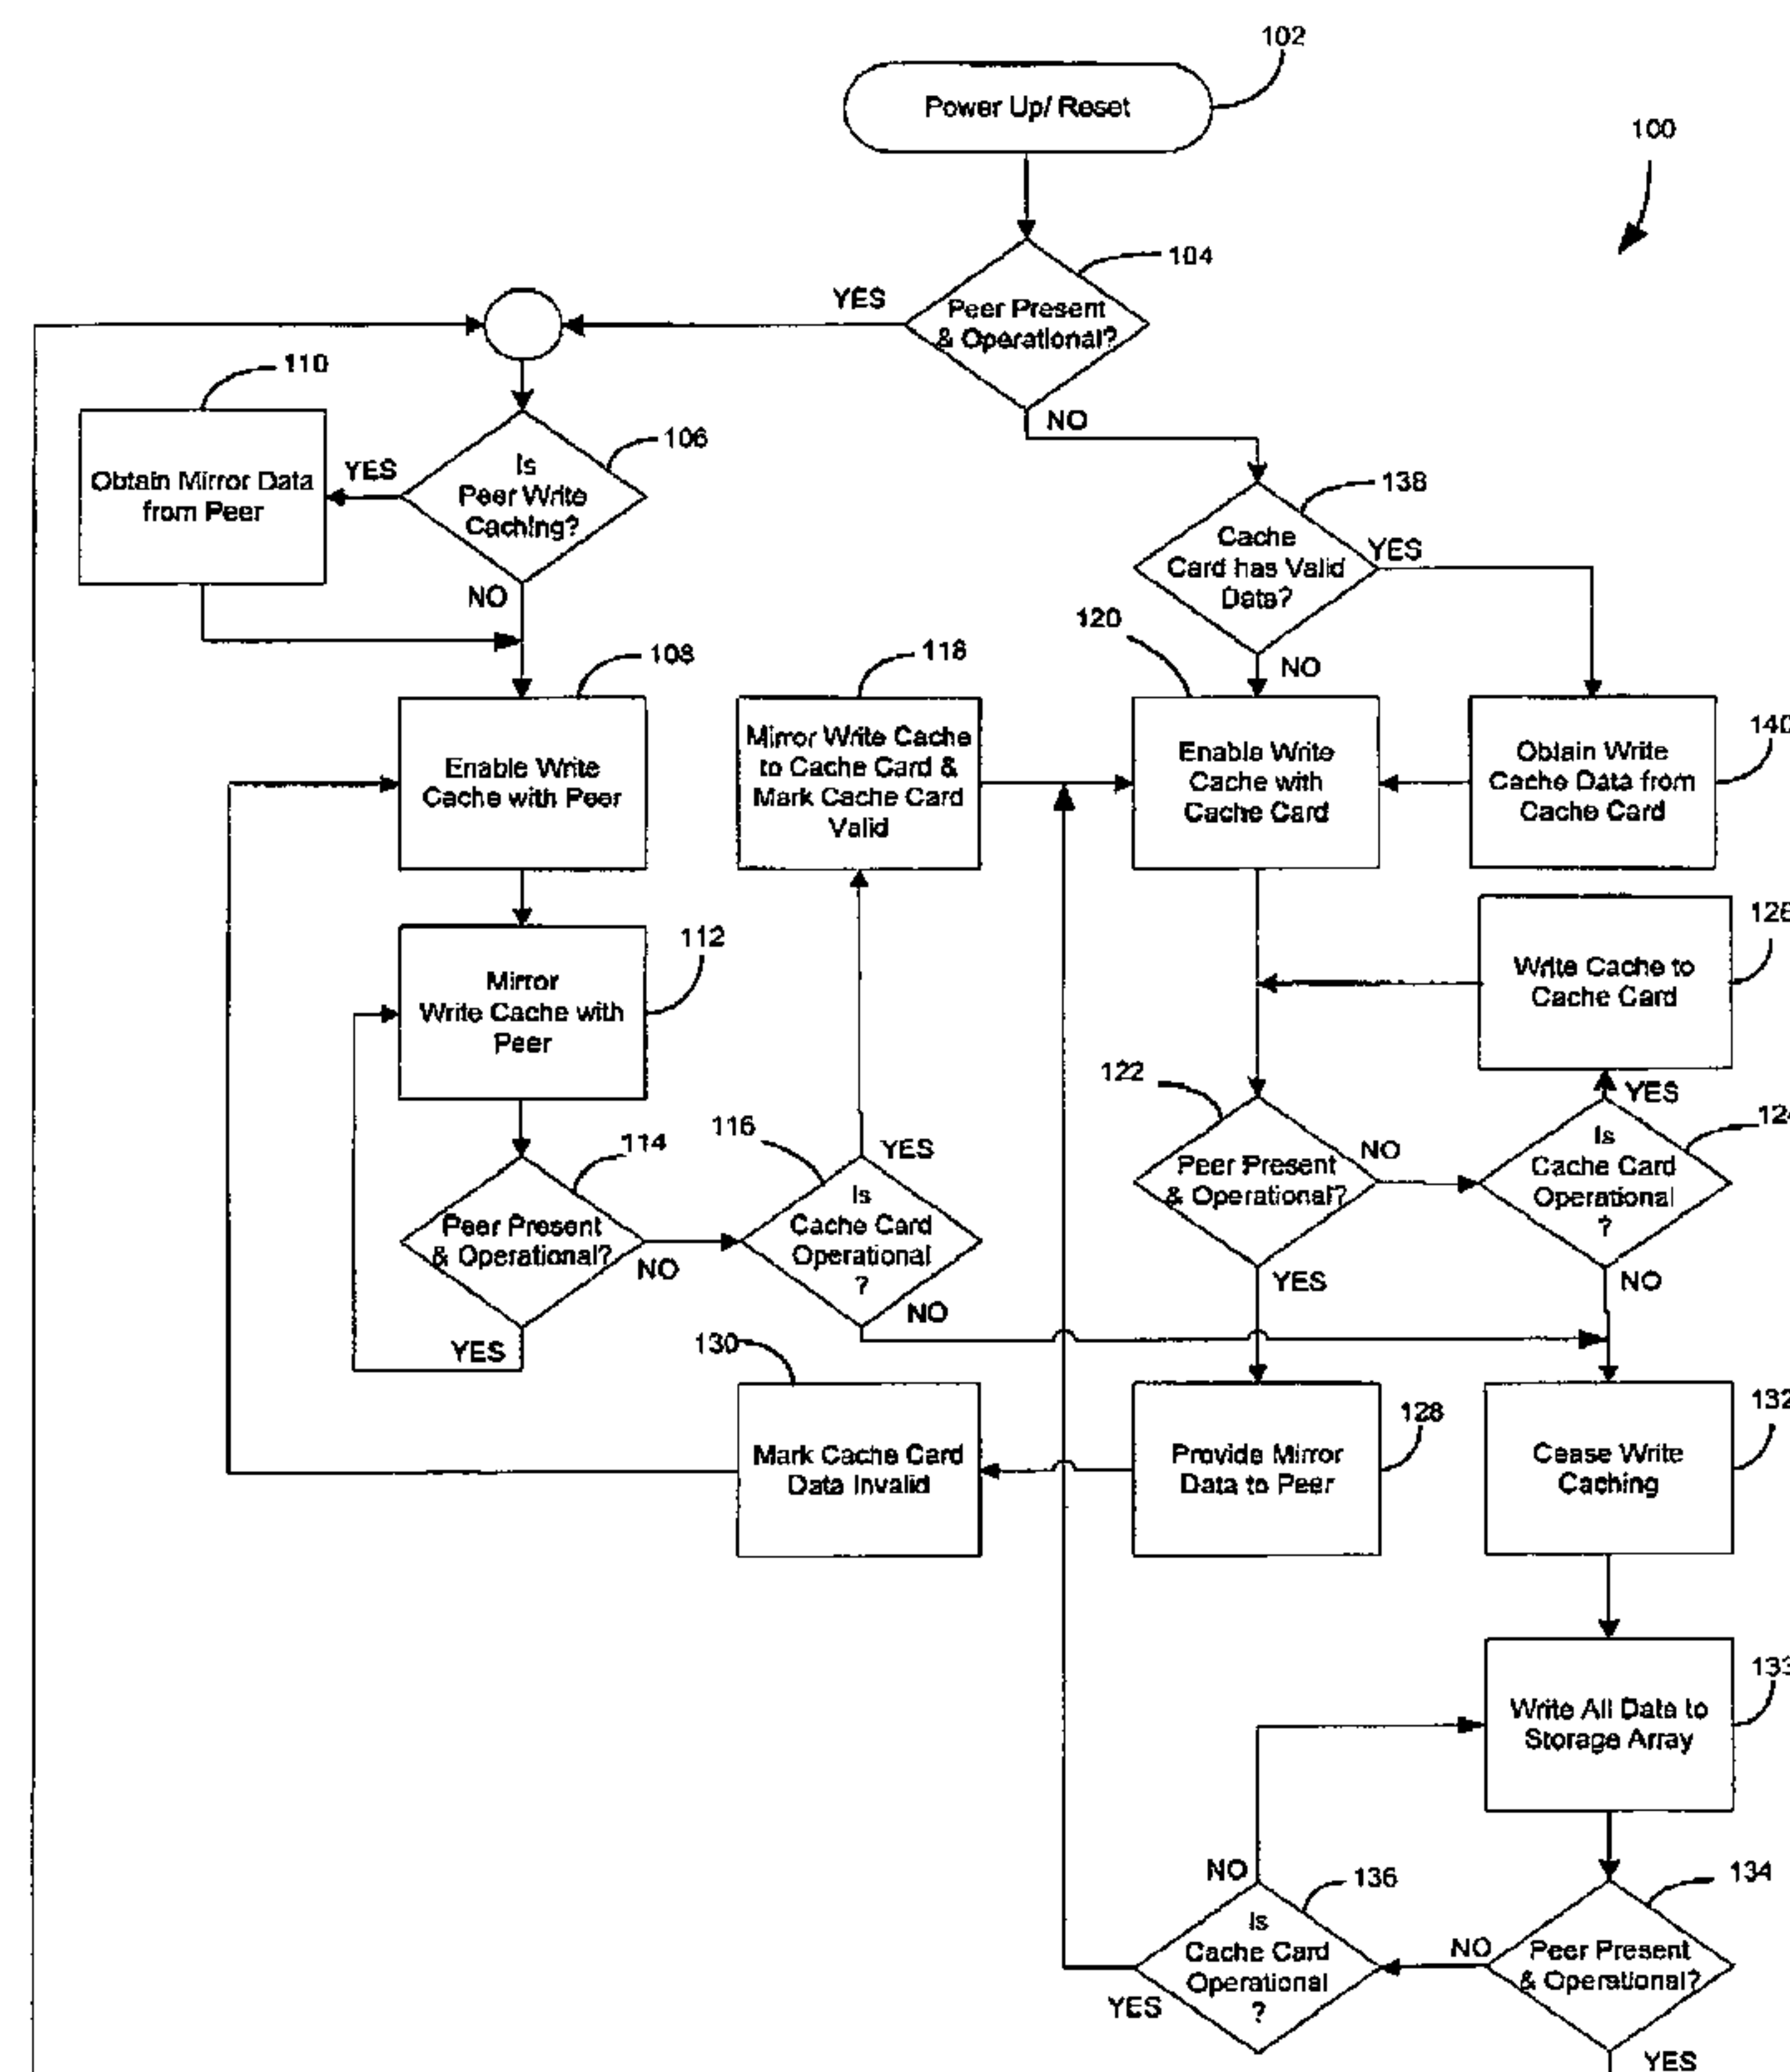 102
Power Up/ Reset
100
104
YES
Peer Present
& Operational?
NO
110
106
YES
Is
Peer Write
Caching?
Obtain Mirror Data
from Peer
NO
138
Cache
Card has Valid
Data?
YES
NO
120
108
118
Enable Write
Cache with Peer
Mirror Write Cache
to Cache Card &
Mark Cache Card
Valid
Enable Write
Cache with
Cache Card
Obtain Write
Cache Data from
Cache Card
140
112
Mirror
Write Cache with
Peer
Write Cache to
Cache Card
126
122
YES
124
114
116
YES
Peer Present
& Operational?
NO
Is
Cache Card
Operational
?
Peer Present
& Operational?
NO
Is
Cache Card
Operational
?
YES
NO
NO
YES
130
Mark Cache Card
Data Invalid
128
Provide Mirror
Data to Peer
132
Cease Write
Caching
133
Write All Data to
Storage Array
NO
136
134
Is
Cache Card
Operational
?
NO
Peer Present
& Operational?
YES
YES